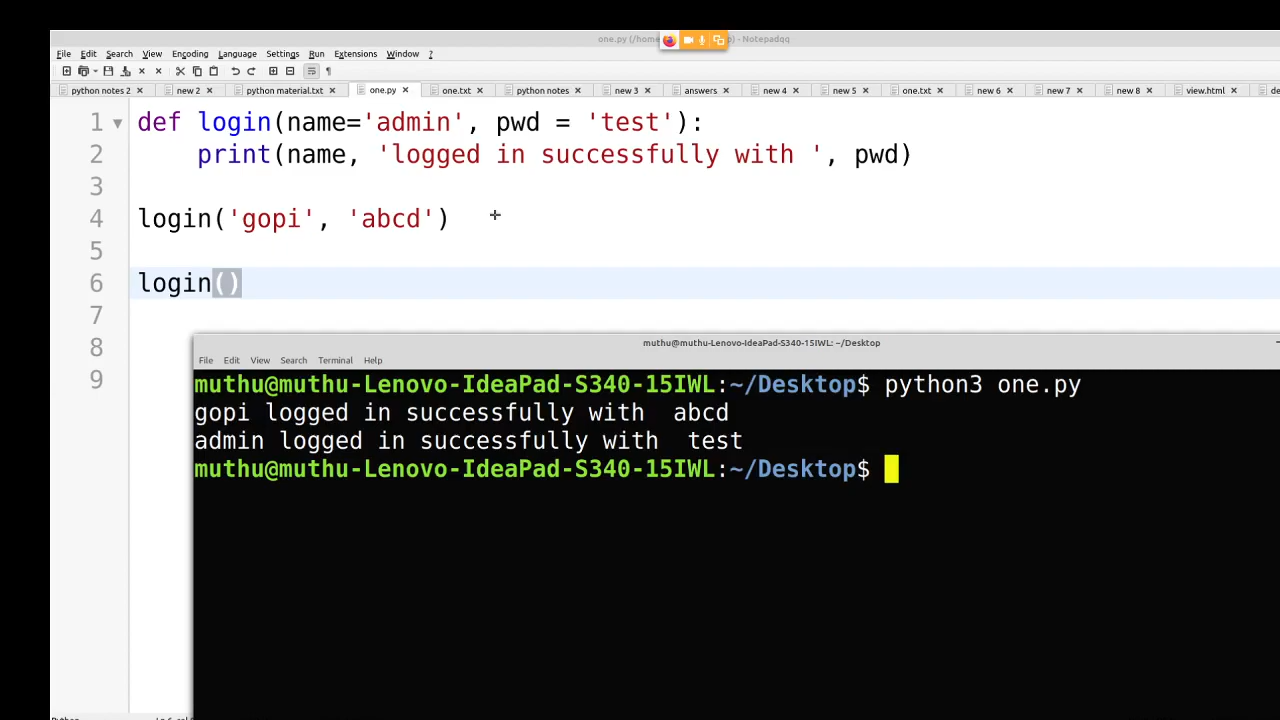 one.py (/home p) - Notepadqq
File Edit Search View Encoding Language Settings Run Extensions Window ?
python notes 2 new 2 python material.txt one.py one.txt python notes new 3 answers new 4 new 5 one.txt new 6 new 7 new 8 view.html de
1 def login(name='admin', pwd = 'test'):
2 print(name, 'logged in successfully with ', pwd)
3
4 login('gopi', 'abcd')
5
6 login()
7
8
9
muthu@muthu-Lenovo-IdeaPad-S340-15IWL: ~/Desktop
File Edit View Search Terminal Help
muthu@muthu-Lenovo-IdeaPad-S340-15IWL:~/Desktop$ python3 one.py
gopi logged in successfully with  abcd
admin logged in successfully with  test
muthu@muthu-Lenovo-IdeaPad-S340-15IWL:~/Desktop$